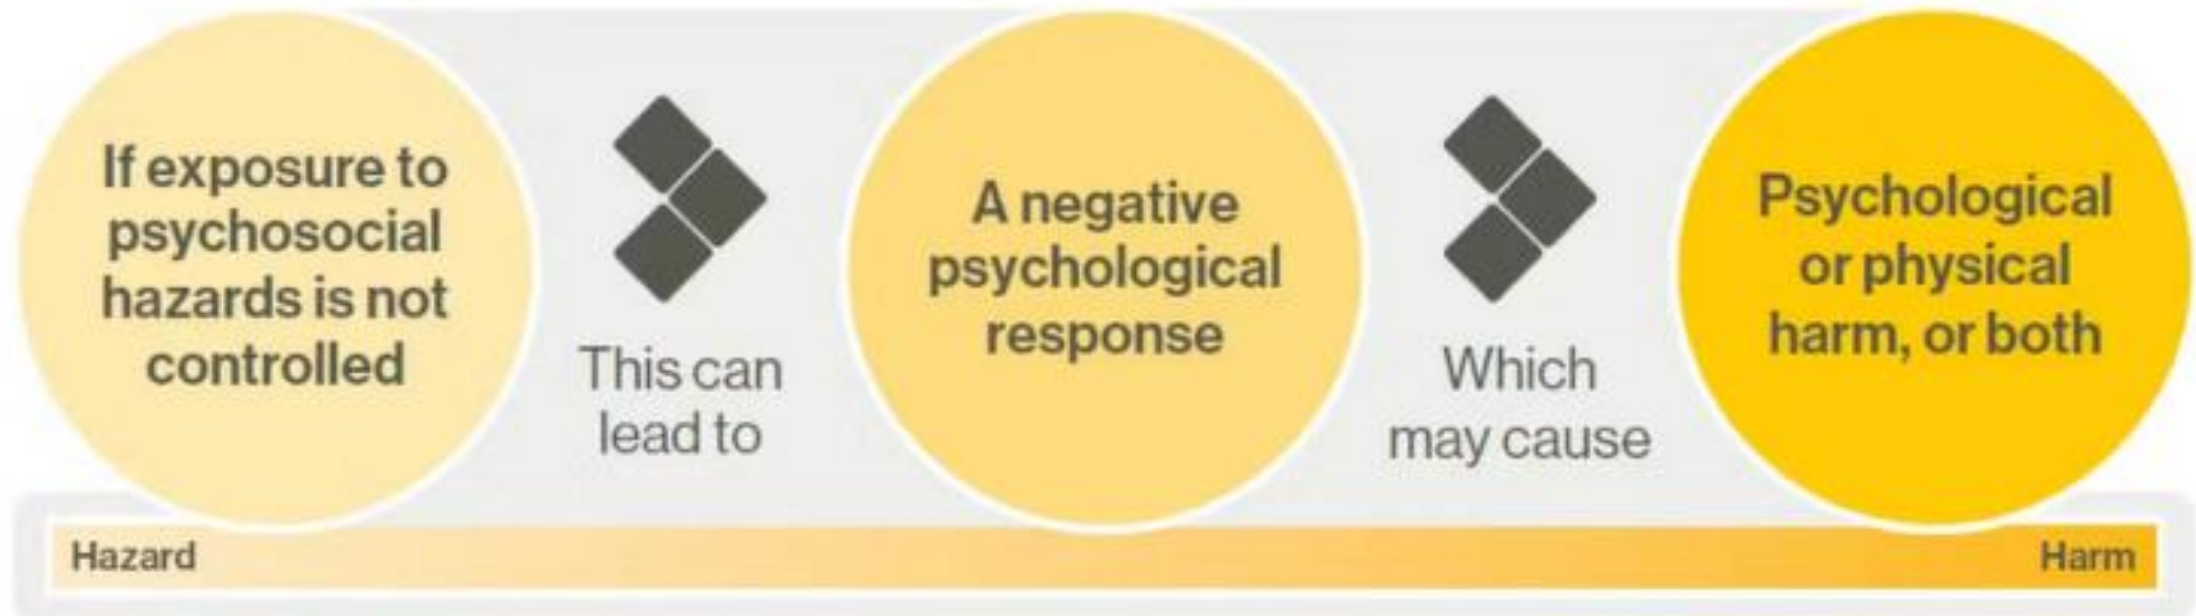 If exposure to
psychosocial
hazards is not
controlled
This can
lead to
A negative
psychological
response
Which
may cause
Psychological
or physical
harm, or both
Hazard
Harm